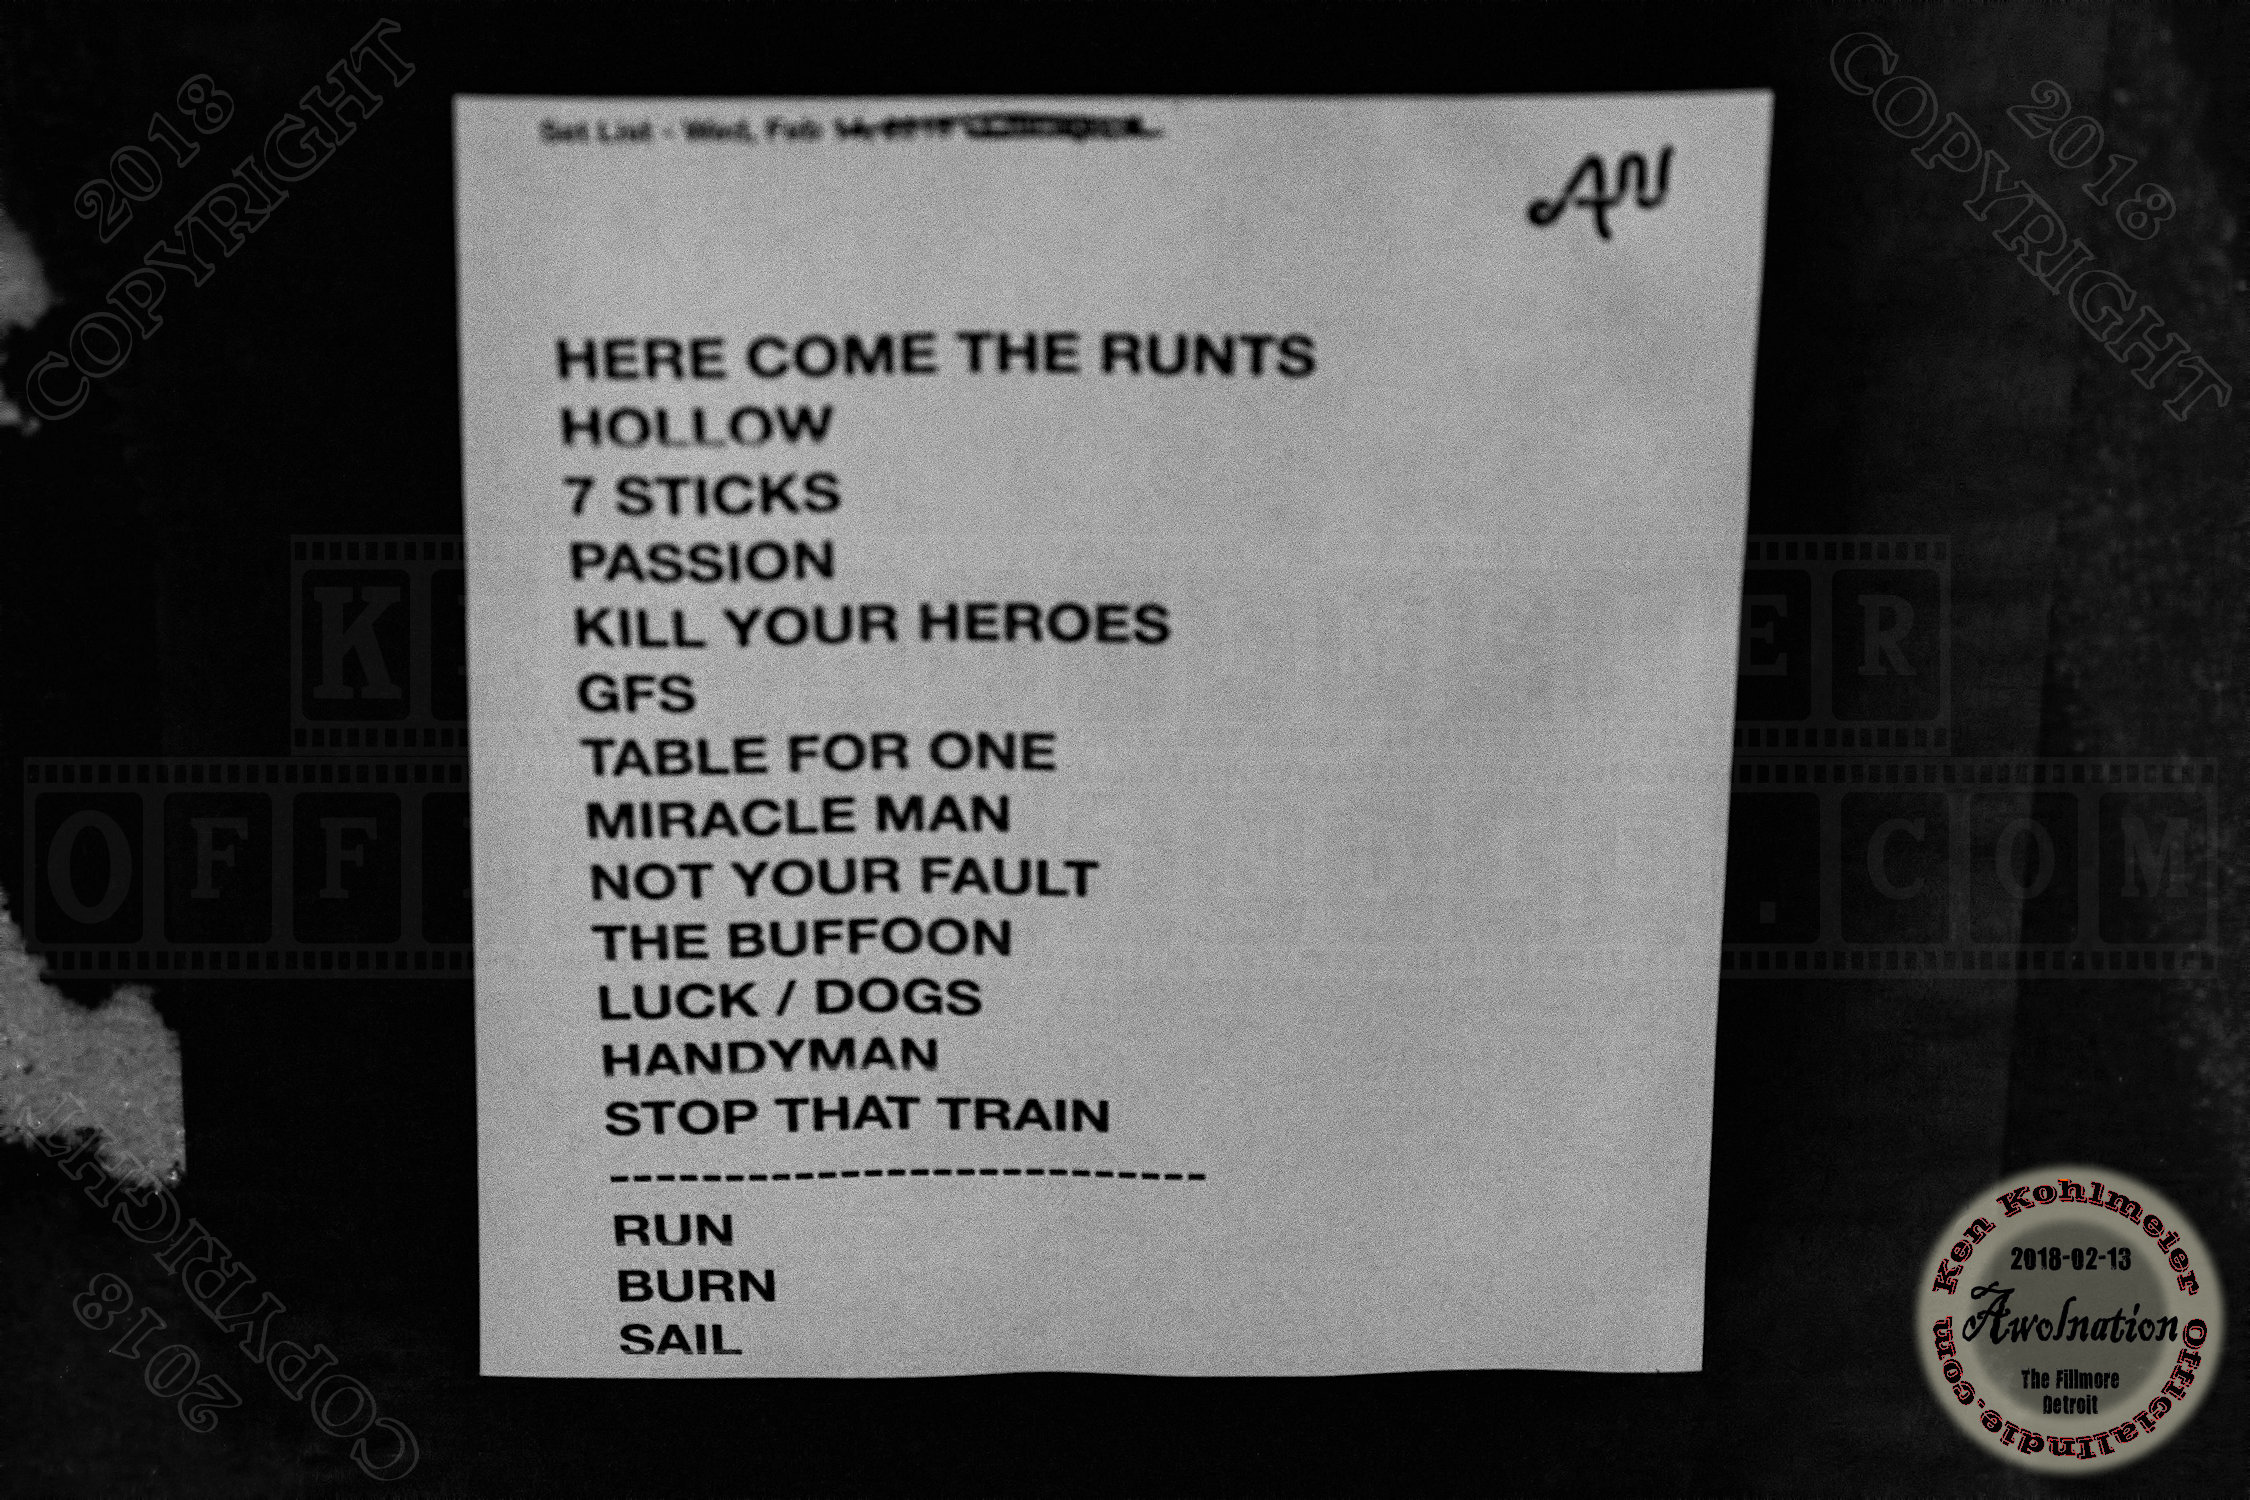 Set List - Wed, Feb 14,
AN
HERE COME THE RUNTS
HOLLOW
7 STICKS
PASSION
KILL YOUR HEROES
GFS
TABLE FOR ONE
MIRACLE MAN
NOT YOUR FAULT
THE BUFFOON
LUCK / DOGS
HANDYMAN
STOP THAT TRAIN
--------------------------
RUN
BURN
SAIL
2018
COPYRIGHT
2018
COPYRIGHT
COPYRIGHT
2018
Ken Kohlmeier OfficialIndie.com
2018-02-13
Awolnation
The Fillmore
Detroit